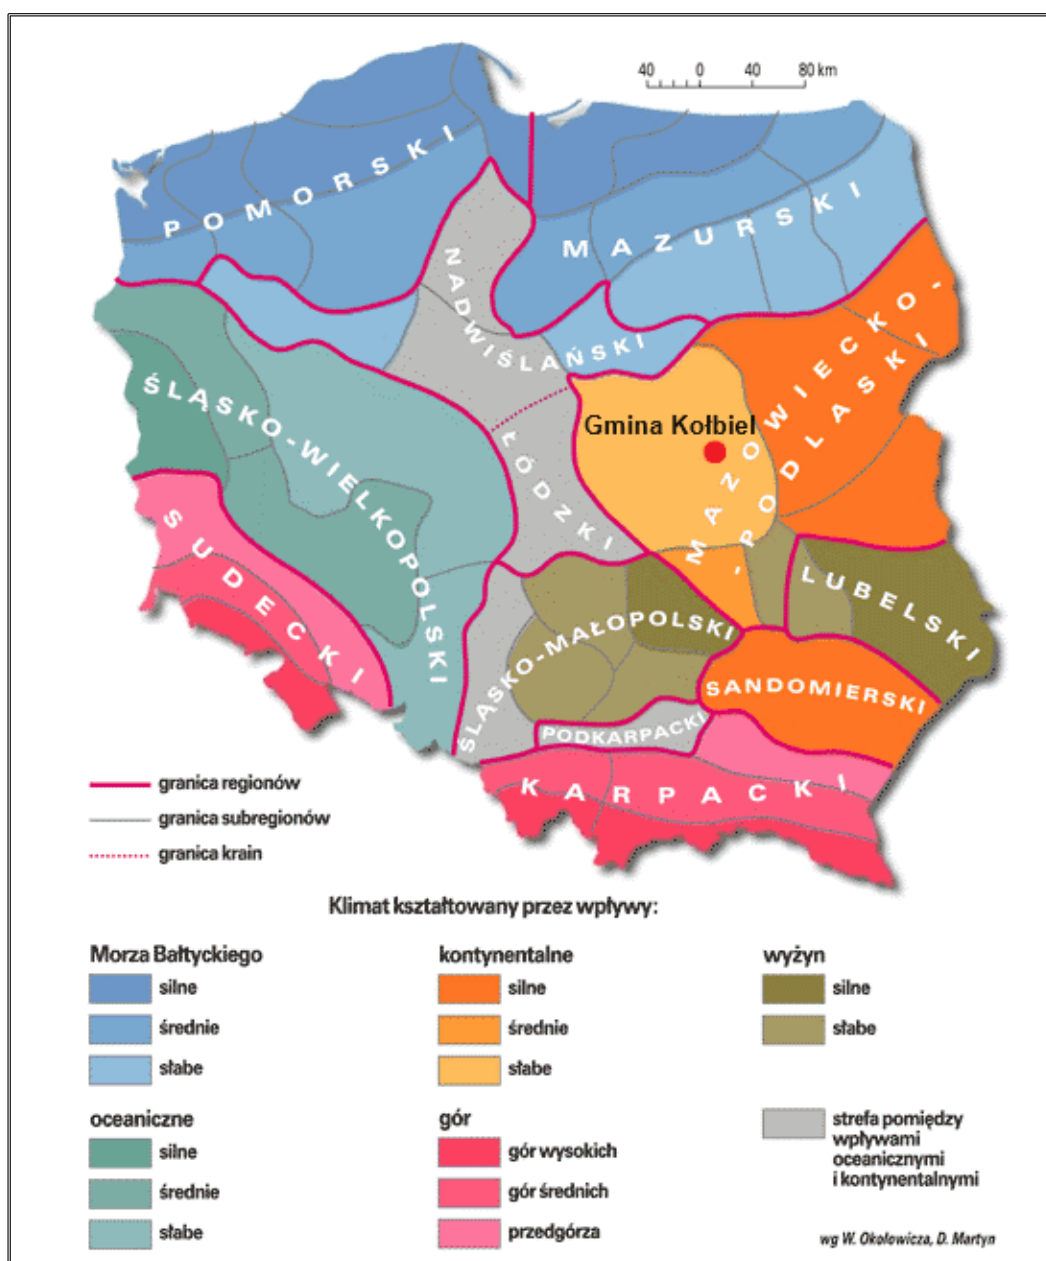 40 0 40 80 km
POMORSKI
MAZURSKI
NADWIŚLAŃSKI
MAZOWIECKO-
-PODLASKI
Gmina Kołbiel
ŚLĄSKO-WIELKOPOLSKI
ŁÓDZKI
SUDECKI
LUBELSKI
ŚLĄSKO-MAŁOPOLSKI
SANDOMIERSKI
PODKARPACKI
KARPACKI
granica regionów
granica subregionów
granica krain
Klimat kształtowany przez wpływy:
Morza Bałtyckiego
silne
średnie
słabe
oceaniczne
silne
średnie
słabe
kontynentalne
silne
średnie
słabe
gór
gór wysokich
gór średnich
przedgórza
wyżyn
silne
słabe
strefa pomiędzy
wpływami
oceanicznymi
i kontynentalnymi
wg W. Okołowicza, D. Martyn